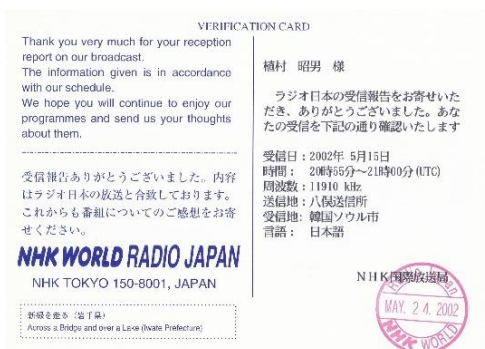 VERIFICATION CARD
Thank you very much for your reception
report on our broadcast.
The information given is in accordance
with our schedule.
We hope you will continue to enjoy our
programmes and send us your thoughts
about them.
受信報告ありがとうございました。内容
はラジオ日本の放送と合致しております。
これからも番組についてのご感想をお寄
せください。
NHK WORLD RADIO JAPAN
NHK TOKYO 150-8001, JAPAN
新緑を走る (岩手県)
Across a Bridge and over a Lake (Iwate Prefecture)
植村 昭男 様
ラジオ日本の受信報告をお寄せいた
だき、ありがとうございました。あな
たの受信を下記の通り確認いたします
受信日：2002年 5月15日
時間： 20時55分～21時00分(UTC)
周波数：11910 kHz
送信地：八俣送信所
受信地：韓国ソウル市
言語： 日本語
NHK国際放送局
Radio Japan
MAY. 24. 2002
NHK WORLD